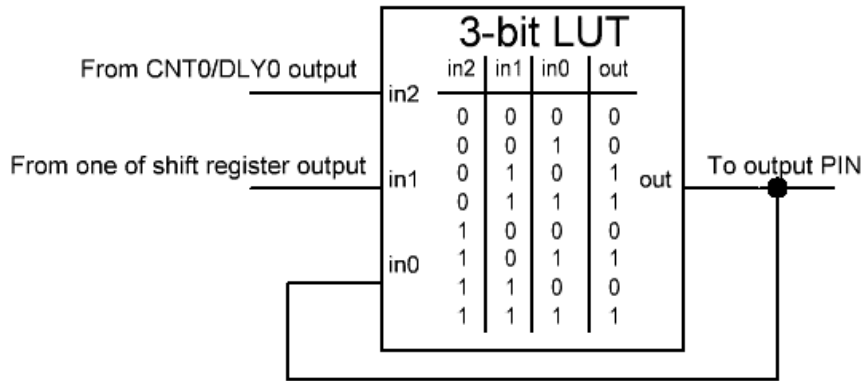 3-bit LUT
From CNT0/DLY0 output
in2 in1 in0 out
in2
0 0 0 0
0 0 1 0
From one of shift register output
0 1 0 1
To output PIN
in1
out
0 1 1 1
1 0 0 0
in0
1 0 1 1
1 1 0 0
1 1 1 1